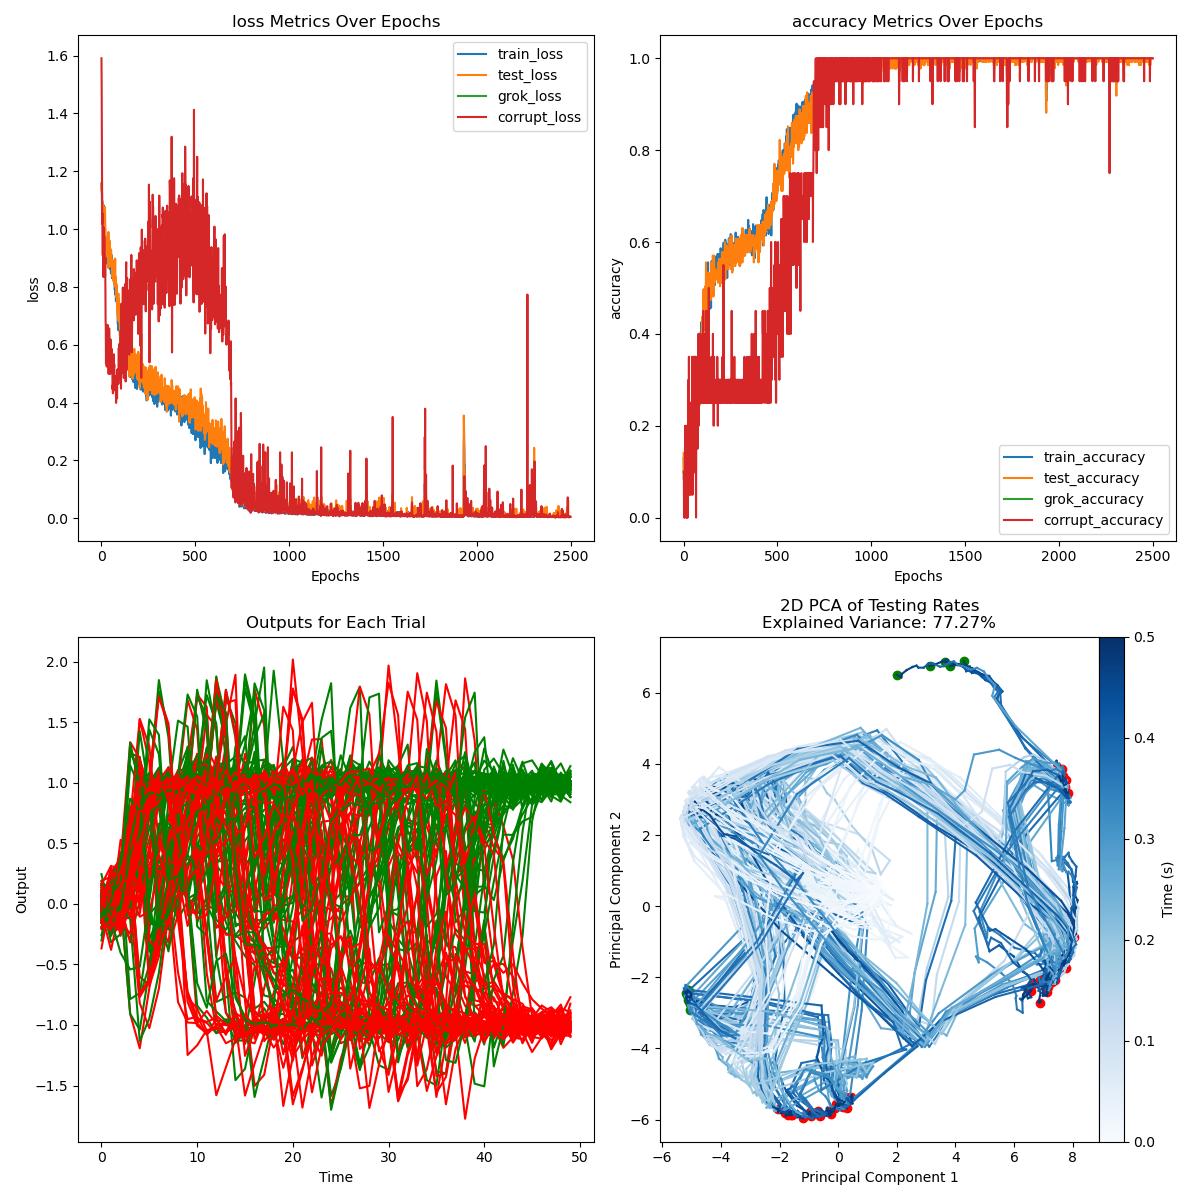 loss Metrics Over Epochs
1.6
1.4
1.2
1.0
0.8
0.6
0.4
0.2
0.0
loss
0
500
1000
1500
2000
2500
Epochs
train_loss
test_loss
grok_loss
corrupt_loss
accuracy Metrics Over Epochs
1.0
0.8
0.6
0.4
0.2
0.0
accuracy
0
500
1000
1500
2000
2500
Epochs
train_accuracy
test_accuracy
grok_accuracy
corrupt_accuracy
Outputs for Each Trial
2.0
1.5
1.0
0.5
0.0
−0.5
−1.0
−1.5
Output
0
10
20
30
40
50
Time
2D PCA of Testing Rates
Explained Variance: 77.27%
6
4
2
0
−2
−4
−6
Principal Component 2
−6
−4
−2
0
2
4
6
8
Principal Component 1
0.5
0.4
0.3
0.2
0.1
0.0
Time (s)